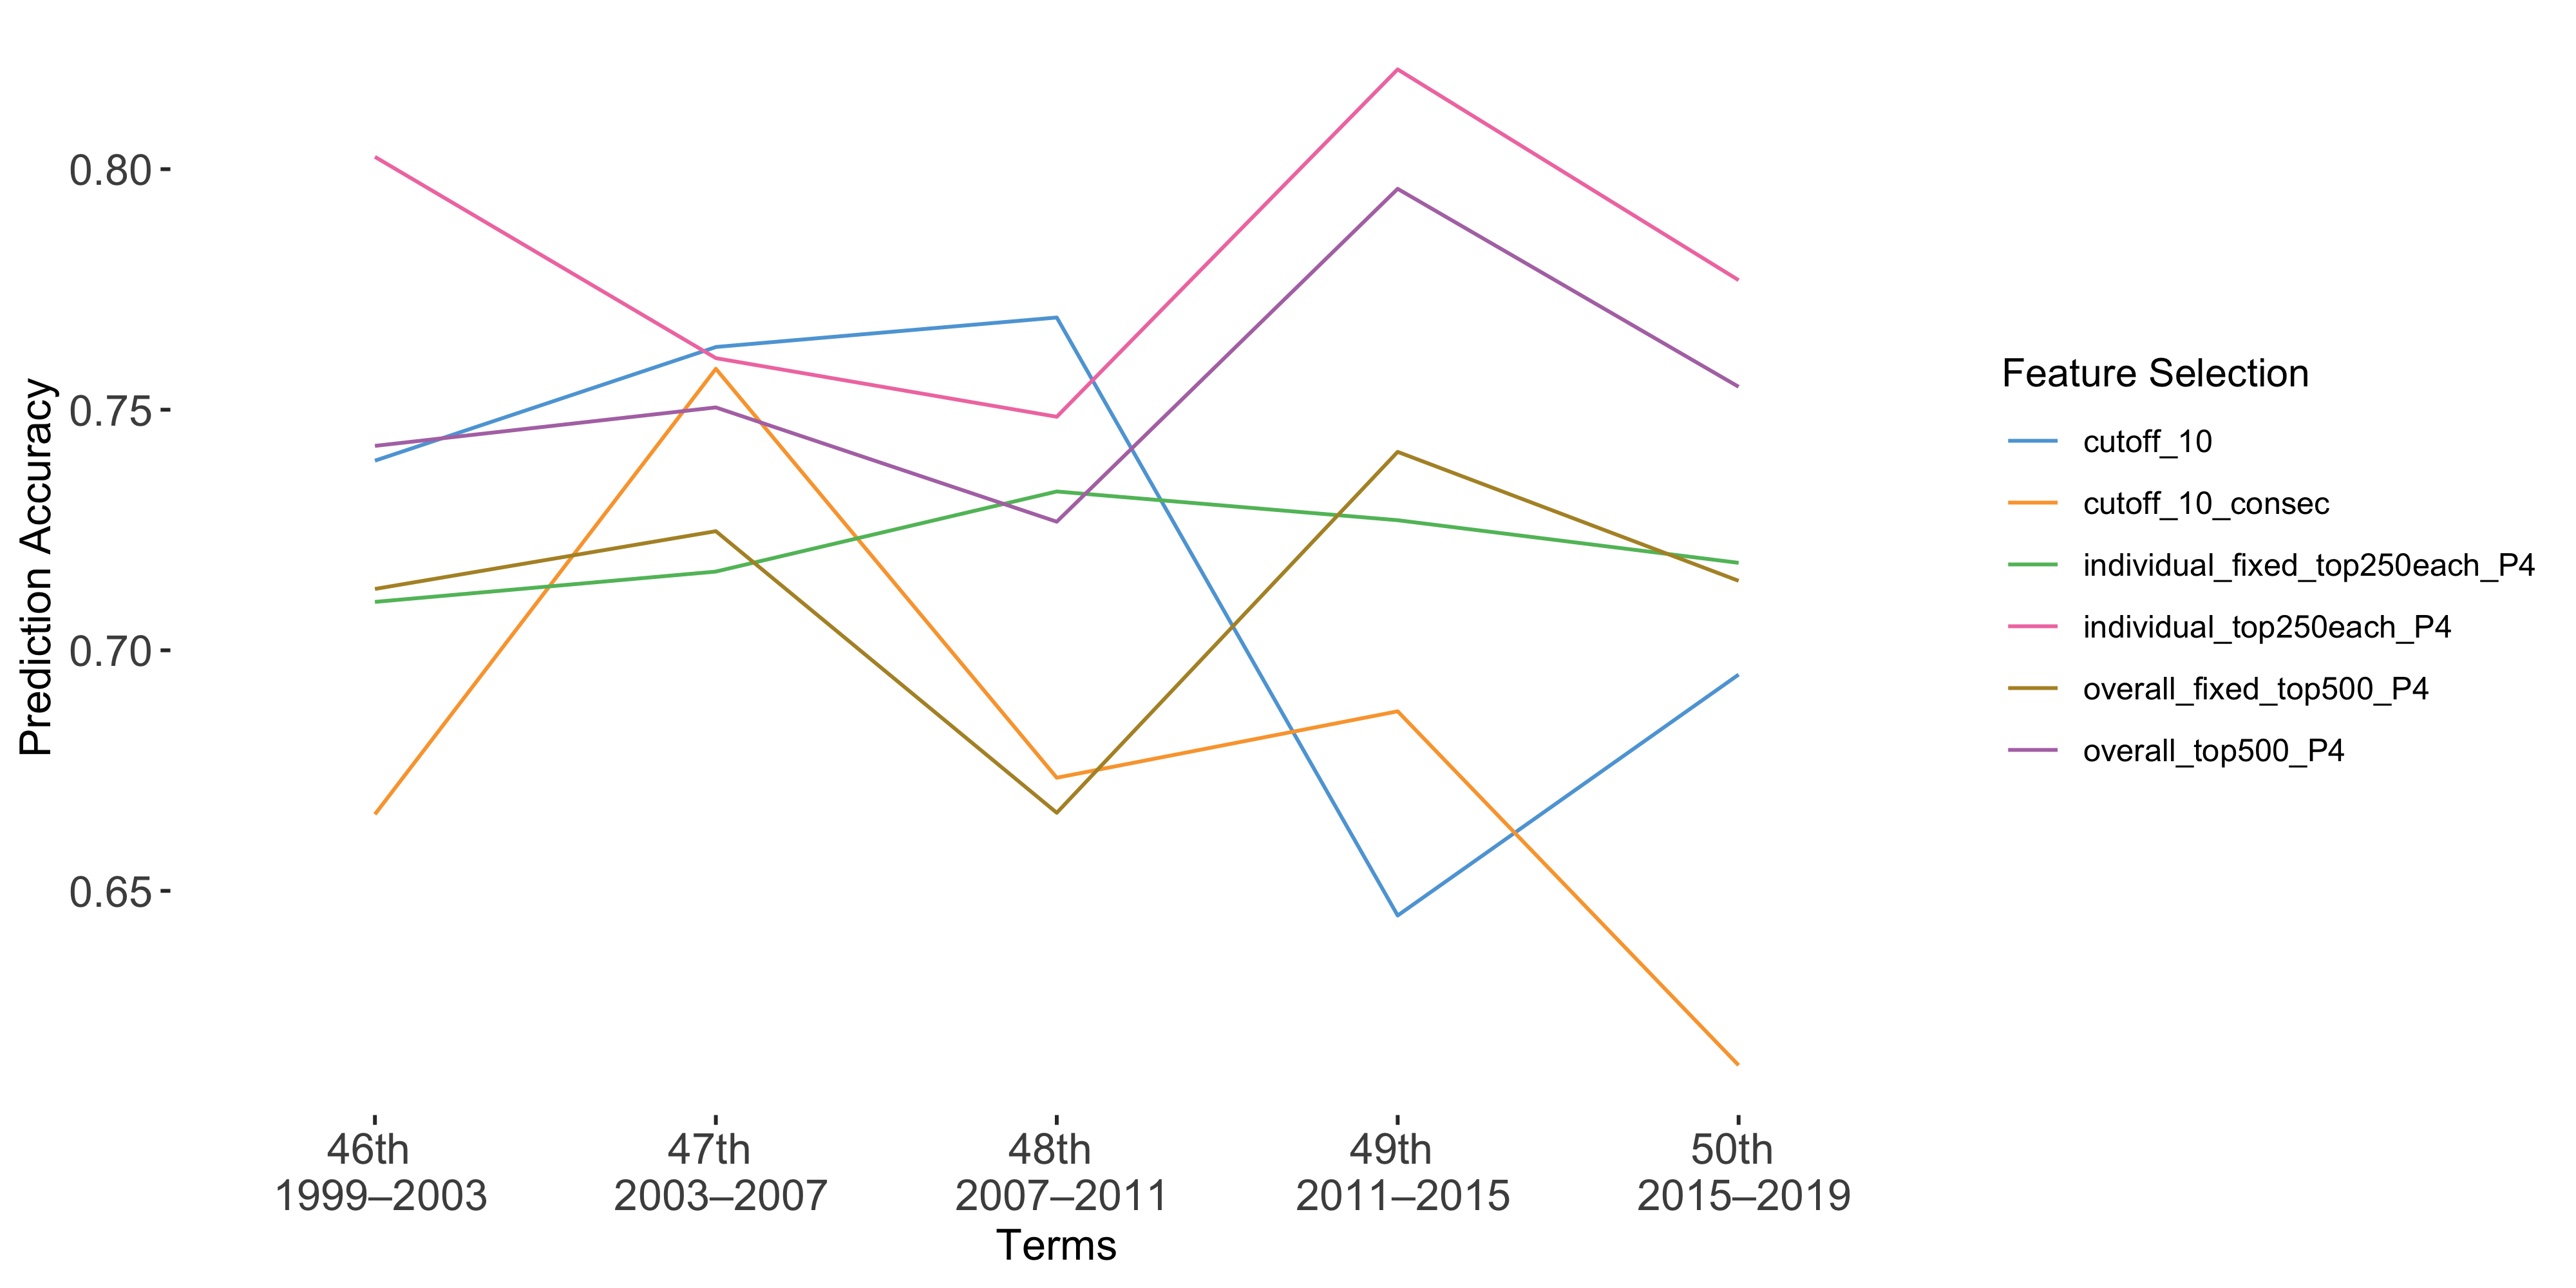 0.80
0.75
0.70
0.65
Prediction Accuracy
46th
1999–2003
47th
2003–2007
48th
2007–2011
49th
2011–2015
50th
2015–2019
Terms
Feature Selection
cutoff_10
cutoff_10_consec
individual_fixed_top250each_P4
individual_top250each_P4
overall_fixed_top500_P4
overall_top500_P4